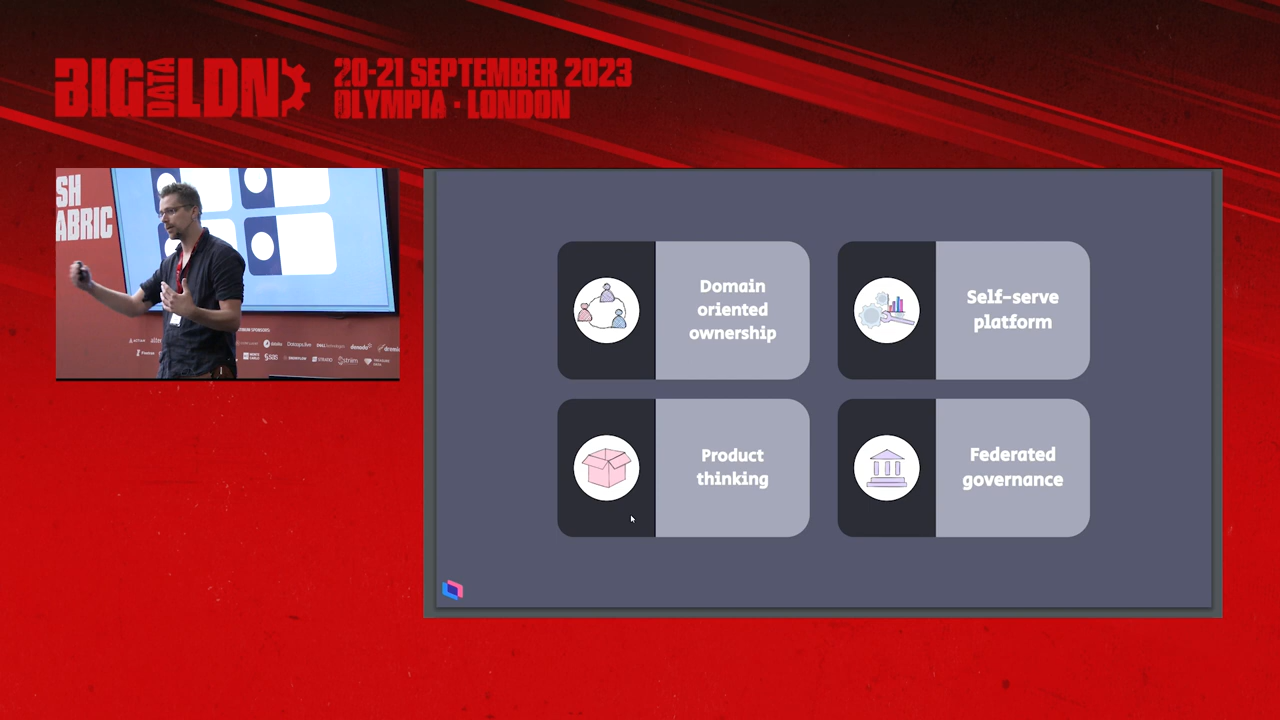 BIG DATA LDN
20-21 SEPTEMBER 2023
OLYMPIA · LONDON
SH
ABRIC
Domain
oriented
ownership
Self-serve
platform
Product
thinking
Federated
governance